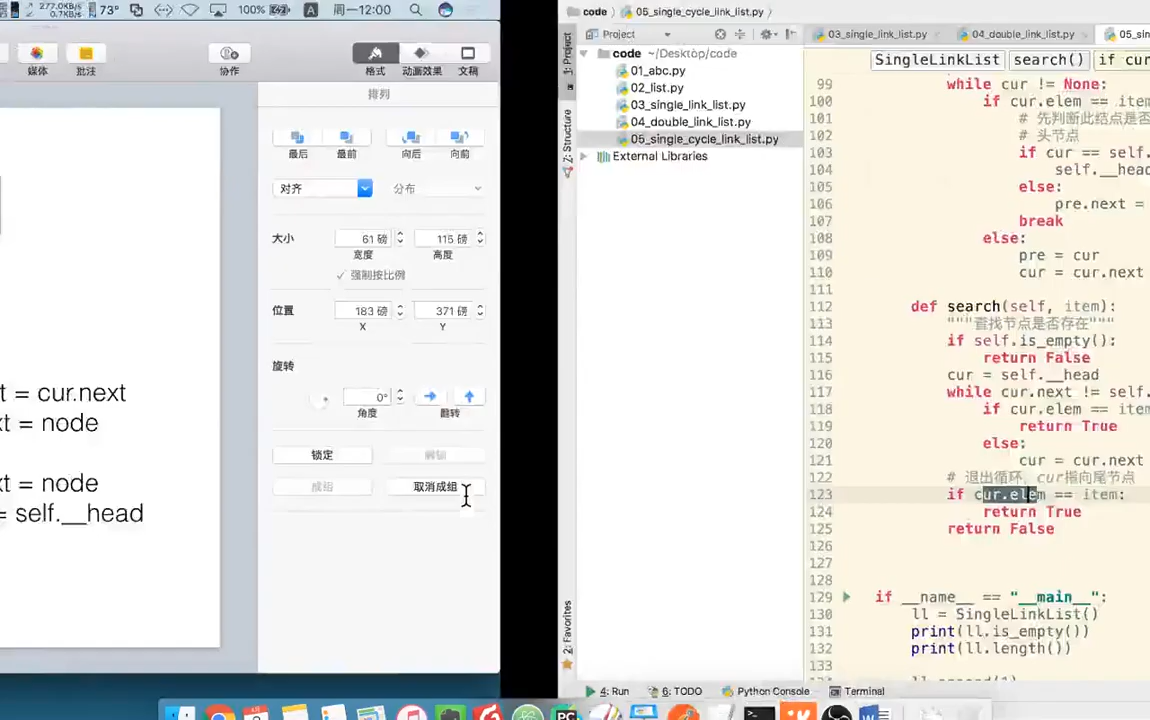 277.0KB/s
0.7KB/s
73°
100%
A
周一12:00
媒体
批注
协作
格式
动画效果
文稿
排列
最后
最前
向后
向前
对齐
分布
大小
61 磅
115 磅
宽度
高度
强制按比例
位置
183 磅
371 磅
X
Y
旋转
0°
角度
翻转
锁定
解锁
成组
取消成组
t = cur.next
xt = node
xt = node
= self.__head
code
05_single_cycle_link_list.py
Project
03_single_link_list.py
04_double_link_list.py
05_sin
1: Project
Z: Structure
2: Favorites
code ~/Desktop/code
01_abc.py
02_list.py
03_single_link_list.py
04_double_link_list.py
05_single_cycle_link_list.py
External Libraries
SingleLinkList
search()
if cur
99 while cur != None:
100 if cur.elem == item
101 # 先判断此结点是否
102 # 头节点
103 if cur == self.
104 self.__head
105 else:
106 pre.next =
107 break
108 else:
109 pre = cur
110 cur = cur.next
111
112 def search(self, item):
113 """查找节点是否存在"""
114 if self.is_empty():
115 return False
116 cur = self.__head
117 while cur.next != self.
118 if cur.elem == item
119 return True
120 else:
121 cur = cur.next
122 # 退出循环，cur指向尾节点
123 if cur.elem == item:
124 return True
125 return False
126
127
128
129 if __name__ == "__main__":
130 ll = SingleLinkList()
131 print(ll.is_empty())
132 print(ll.length())
133
4: Run
6: TODO
Python Console
Terminal